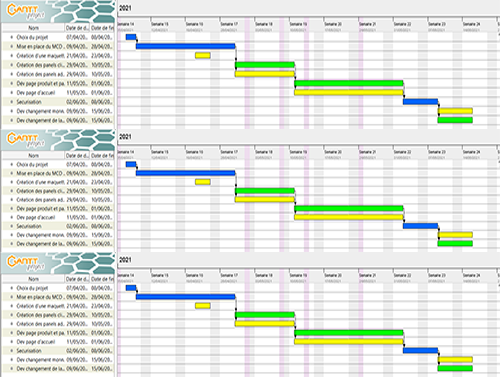 GANTT project
2021
Nom Date de d... Date de fin
Semaine 14 Semaine 15 Semaine 16 Semaine 17 Semaine 18 Semaine 19 Semaine 20 Semaine 21 Semaine 22 Semaine 23 Semaine 24
Choix du projet 07/04/20... 08/04/20...
Mise en place du MCD ... 08/04/20... 28/04/20...
Création d'une maquett... 21/04/20... 23/04/20...
Création des panels cli... 29/04/20... 10/05/20...
Création des panels ad... 29/04/20... 10/05/20...
Dev page produit et pa... 11/05/20... 01/06/20...
Dev page d'accueil 11/05/20... 01/06/20...
Securisation 02/06/20... 08/06/20...
Dev changement monn... 09/06/20... 15/06/20...
Dev changement de la... 09/06/20... 15/06/20...
GANTT project
2021
Nom Date de d... Date de fin
Semaine 14 Semaine 15 Semaine 16 Semaine 17 Semaine 18 Semaine 19 Semaine 20 Semaine 21 Semaine 22 Semaine 23 Semaine 24
Choix du projet 07/04/20... 08/04/20...
Mise en place du MCD ... 08/04/20... 28/04/20...
Création d'une maquett... 21/04/20... 23/04/20...
Création des panels cli... 29/04/20... 10/05/20...
Création des panels ad... 29/04/20... 10/05/20...
Dev page produit et pa... 11/05/20... 01/06/20...
Dev page d'accueil 11/05/20... 01/06/20...
Securisation 02/06/20... 08/06/20...
Dev changement monn... 09/06/20... 15/06/20...
Dev changement de la... 09/06/20... 15/06/20...
GANTT project
2021
Nom Date de d... Date de fin
Semaine 14 Semaine 15 Semaine 16 Semaine 17 Semaine 18 Semaine 19 Semaine 20 Semaine 21 Semaine 22 Semaine 23 Semaine 24
Choix du projet 07/04/20... 08/04/20...
Mise en place du MCD ... 08/04/20... 28/04/20...
Création d'une maquett... 21/04/20... 23/04/20...
Création des panels cli... 29/04/20... 10/05/20...
Création des panels ad... 29/04/20... 10/05/20...
Dev page produit et pa... 11/05/20... 01/06/20...
Dev page d'accueil 11/05/20... 01/06/20...
Securisation 02/06/20... 08/06/20...
Dev changement monn... 09/06/20... 15/06/20...
Dev changement de la... 09/06/20... 15/06/20...